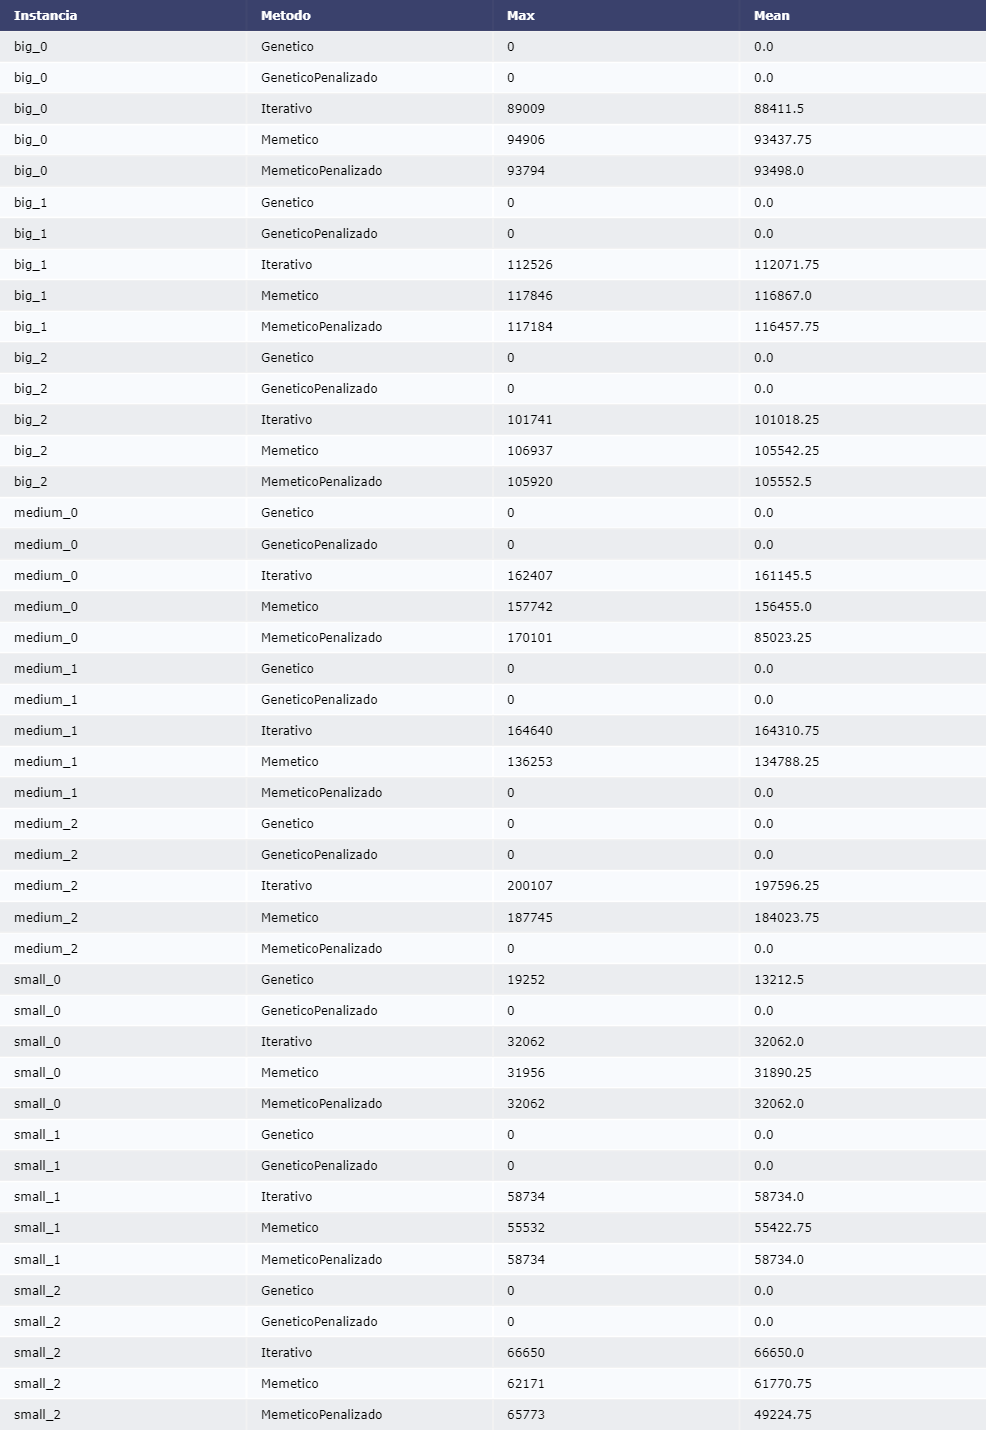 Instancia Metodo Max Mean
big_0 Genetico 0 0.0
big_0 GeneticoPenalizado 0 0.0
big_0 Iterativo 89009 88411.5
big_0 Memetico 94906 93437.75
big_0 MemeticoPenalizado 93794 93498.0
big_1 Genetico 0 0.0
big_1 GeneticoPenalizado 0 0.0
big_1 Iterativo 112526 112071.75
big_1 Memetico 117846 116867.0
big_1 MemeticoPenalizado 117184 116457.75
big_2 Genetico 0 0.0
big_2 GeneticoPenalizado 0 0.0
big_2 Iterativo 101741 101018.25
big_2 Memetico 106937 105542.25
big_2 MemeticoPenalizado 105920 105552.5
medium_0 Genetico 0 0.0
medium_0 GeneticoPenalizado 0 0.0
medium_0 Iterativo 162407 161145.5
medium_0 Memetico 157742 156455.0
medium_0 MemeticoPenalizado 170101 85023.25
medium_1 Genetico 0 0.0
medium_1 GeneticoPenalizado 0 0.0
medium_1 Iterativo 164640 164310.75
medium_1 Memetico 136253 134788.25
medium_1 MemeticoPenalizado 0 0.0
medium_2 Genetico 0 0.0
medium_2 GeneticoPenalizado 0 0.0
medium_2 Iterativo 200107 197596.25
medium_2 Memetico 187745 184023.75
medium_2 MemeticoPenalizado 0 0.0
small_0 Genetico 19252 13212.5
small_0 GeneticoPenalizado 0 0.0
small_0 Iterativo 32062 32062.0
small_0 Memetico 31956 31890.25
small_0 MemeticoPenalizado 32062 32062.0
small_1 Genetico 0 0.0
small_1 GeneticoPenalizado 0 0.0
small_1 Iterativo 58734 58734.0
small_1 Memetico 55532 55422.75
small_1 MemeticoPenalizado 58734 58734.0
small_2 Genetico 0 0.0
small_2 GeneticoPenalizado 0 0.0
small_2 Iterativo 66650 66650.0
small_2 Memetico 62171 61770.75
small_2 MemeticoPenalizado 65773 49224.75